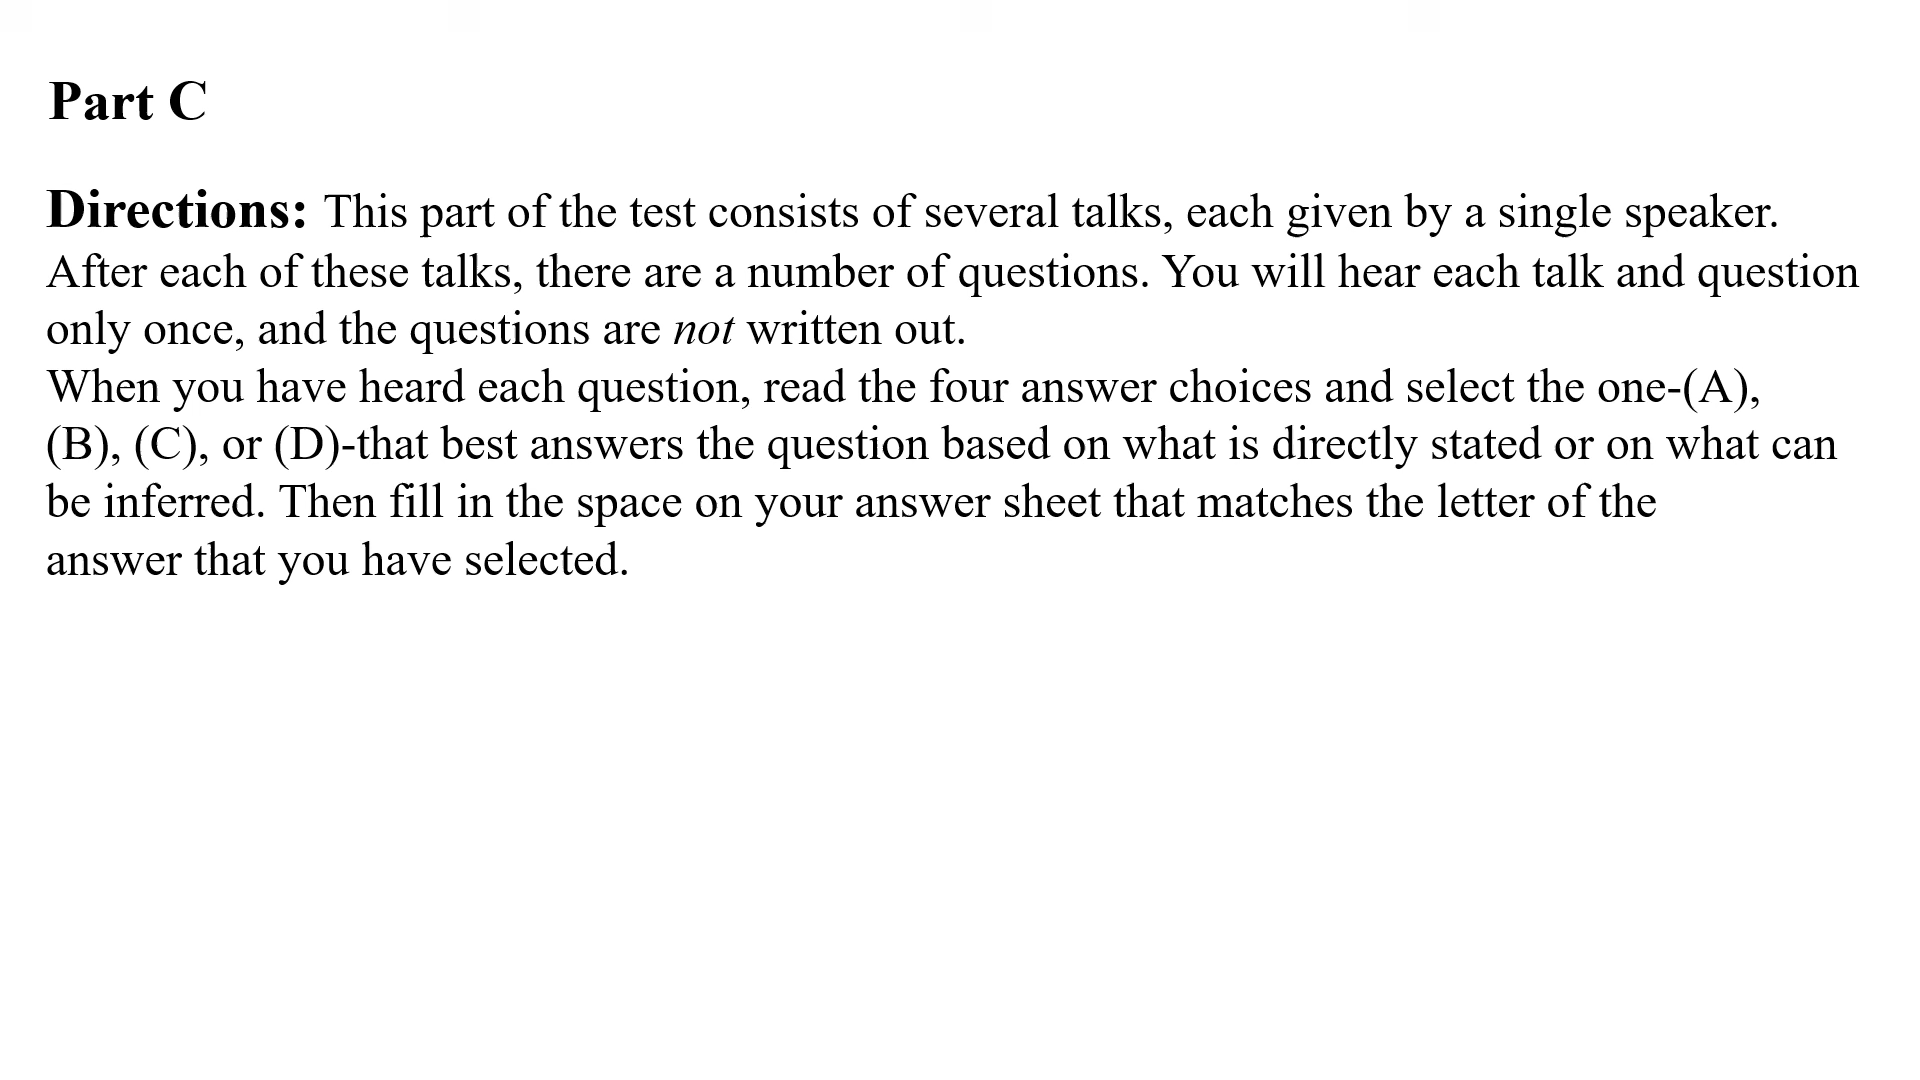 Part C
Directions: This part of the test consists of several talks, each given by a single speaker.
After each of these talks, there are a number of questions. You will hear each talk and question
only once, and the questions are not written out.
When you have heard each question, read the four answer choices and select the one-(A),
(B), (C), or (D)-that best answers the question based on what is directly stated or on what can
be inferred. Then fill in the space on your answer sheet that matches the letter of the
answer that you have selected.